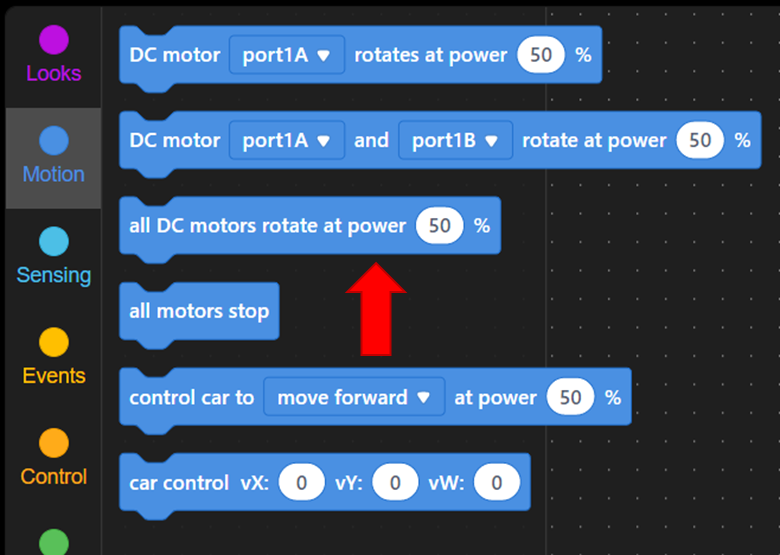 Looks
Motion
Sensing
Events
Control
DC motor port1A rotates at power 50 %
DC motor port1A and port1B rotate at power 50 %
all DC motors rotate at power 50 %
all motors stop
control car to move forward at power 50 %
car control vX: 0 vY: 0 vW: 0